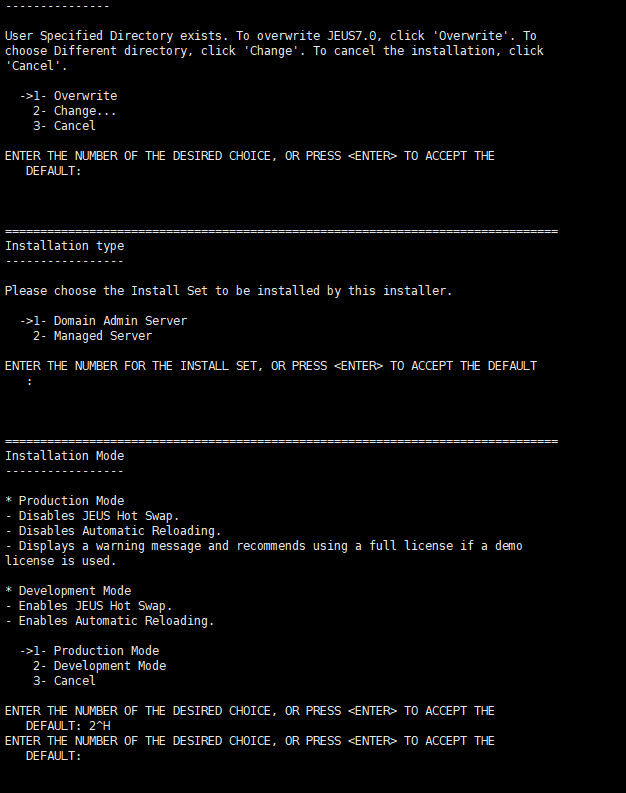 ---------------
User Specified Directory exists. To overwrite JEUS7.0, click 'Overwrite'. To
choose Different directory, click 'Change'. To cancel the installation, click
'Cancel'.
->1- Overwrite
2- Change...
3- Cancel
ENTER THE NUMBER OF THE DESIRED CHOICE, OR PRESS <ENTER> TO ACCEPT THE
DEFAULT:
===============================================================================
Installation type
-----------------
Please choose the Install Set to be installed by this installer.
->1- Domain Admin Server
2- Managed Server
ENTER THE NUMBER FOR THE INSTALL SET, OR PRESS <ENTER> TO ACCEPT THE DEFAULT
:
===============================================================================
Installation Mode
-----------------
* Production Mode
- Disables JEUS Hot Swap.
- Disables Automatic Reloading.
- Displays a warning message and recommends using a full license if a demo
license is used.
* Development Mode
- Enables JEUS Hot Swap.
- Enables Automatic Reloading.
->1- Production Mode
2- Development Mode
3- Cancel
ENTER THE NUMBER OF THE DESIRED CHOICE, OR PRESS <ENTER> TO ACCEPT THE
DEFAULT: 2^H
ENTER THE NUMBER OF THE DESIRED CHOICE, OR PRESS <ENTER> TO ACCEPT THE
DEFAULT: